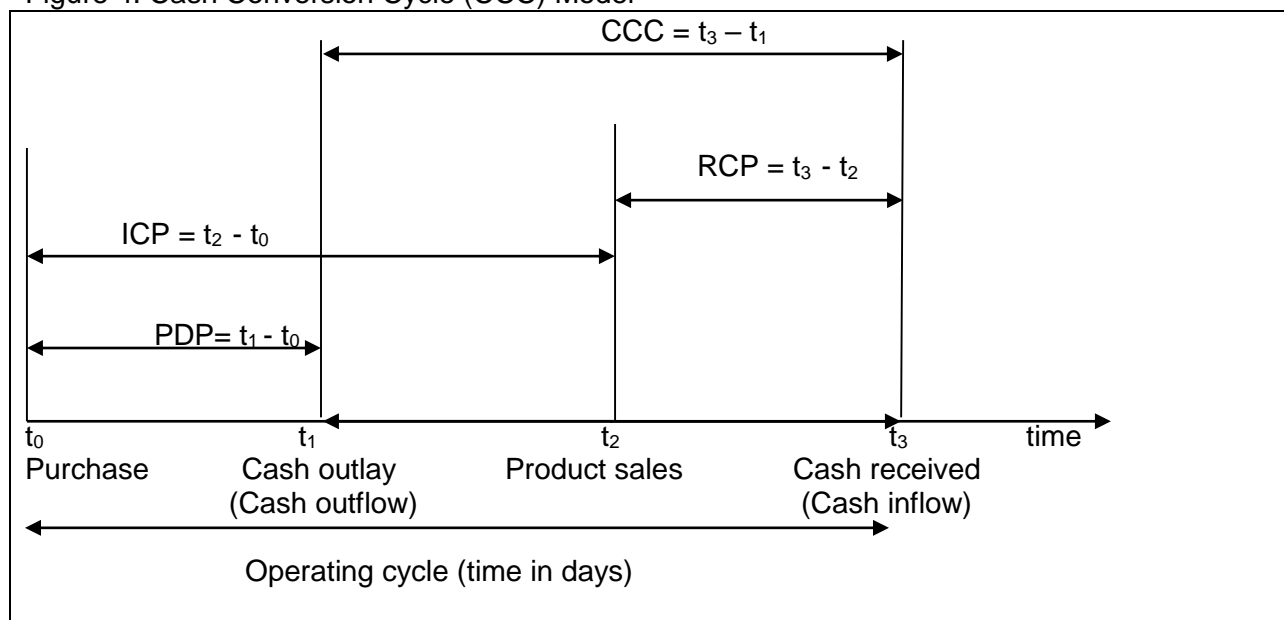 Figure 4. Cash Conversion Cycle (CCC) Model
CCC = t₃ – t₁
RCP = t₃ - t₂
ICP = t₂ - t₀
PDP= t₁ - t₀
t₀ t₁ t₂ t₃ time
Purchase Cash outlay Product sales Cash received
(Cash outflow) (Cash inflow)
Operating cycle (time in days)